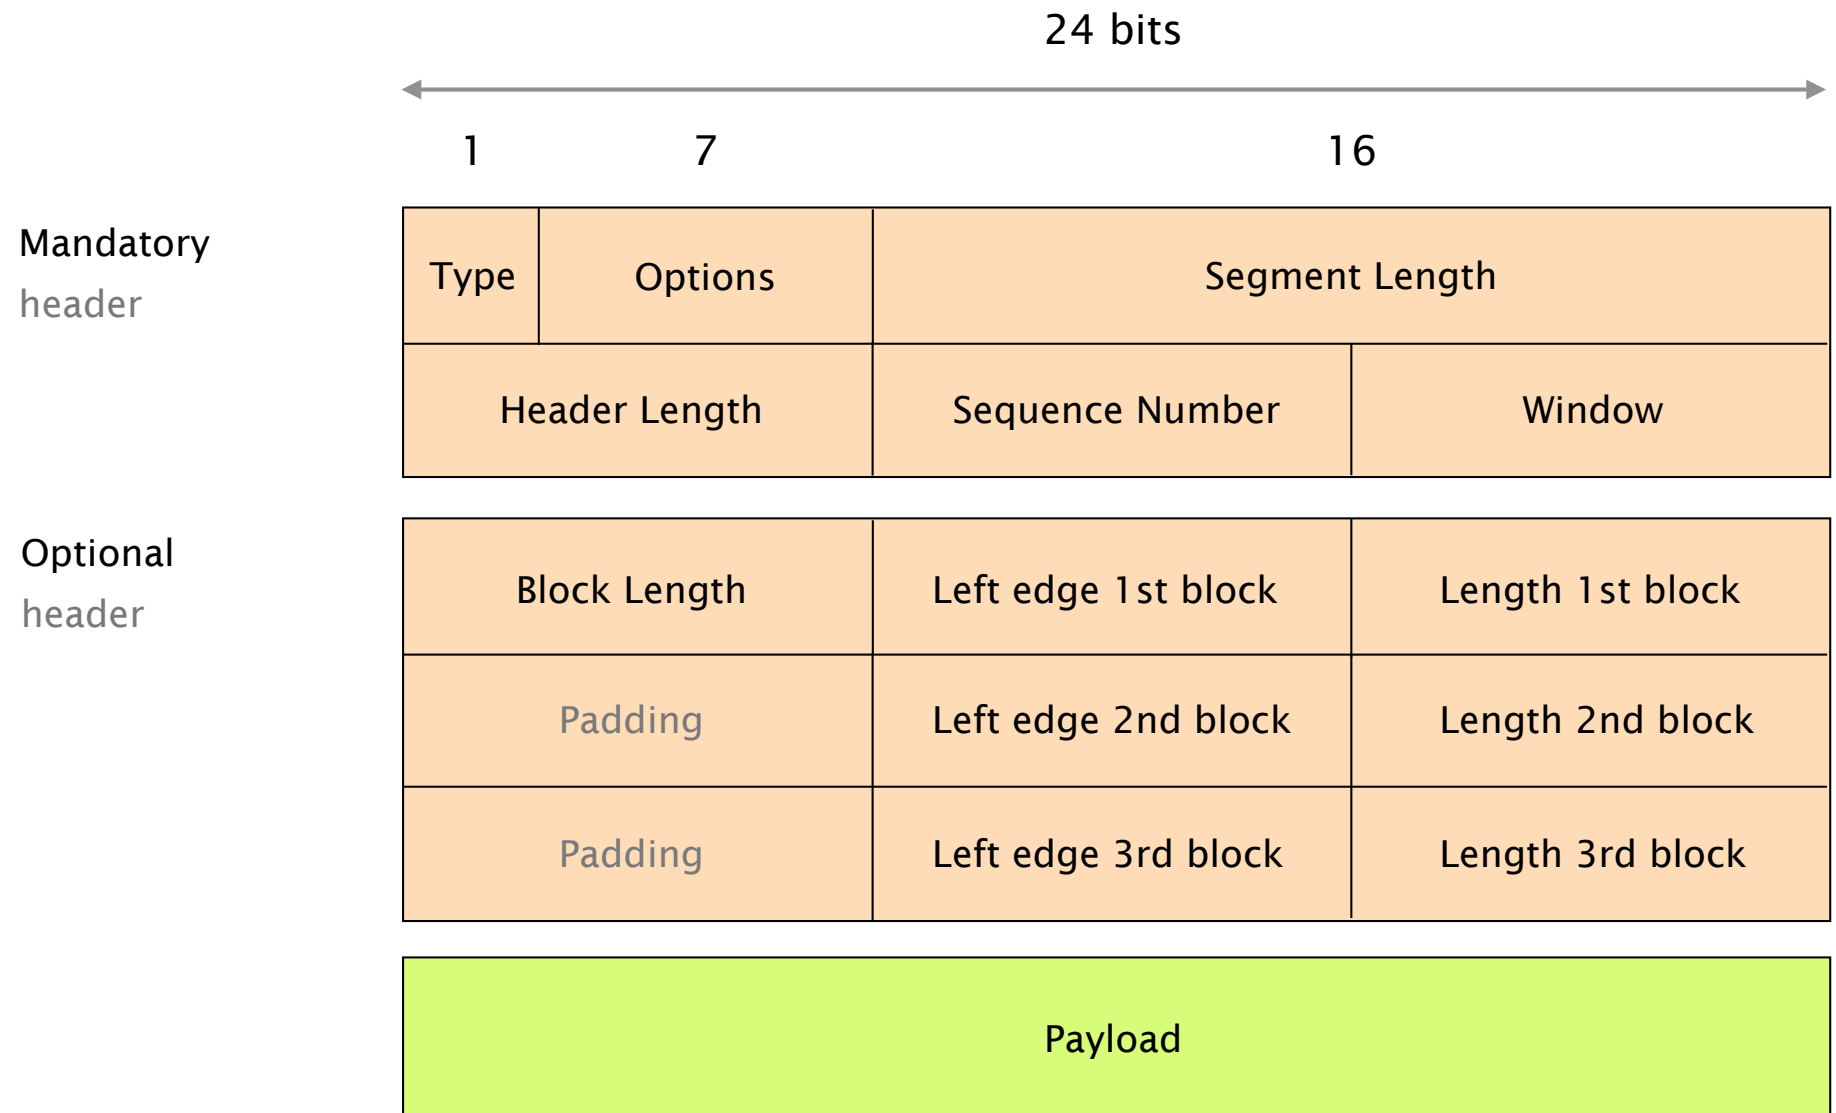 24 bits
1 7 16
Mandatory
header
Type Options Segment Length
Header Length Sequence Number Window
Optional
header
Block Length Left edge 1st block Length 1st block
Padding Left edge 2nd block Length 2nd block
Padding Left edge 3rd block Length 3rd block
Payload